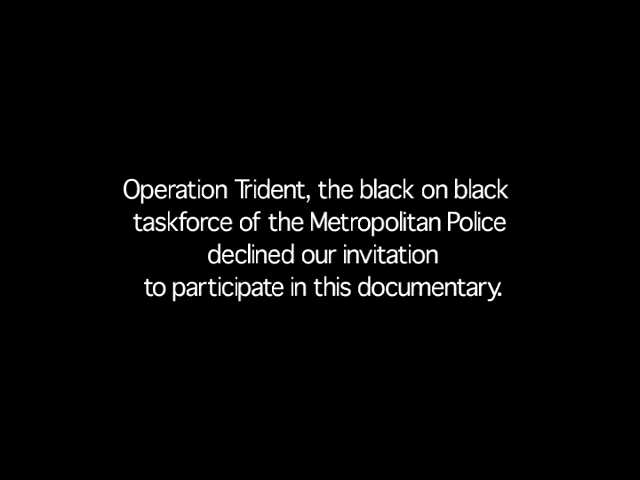 Operation Trident, the black on black
taskforce of the Metropolitan Police
declined our invitation
to participate in this documentary.